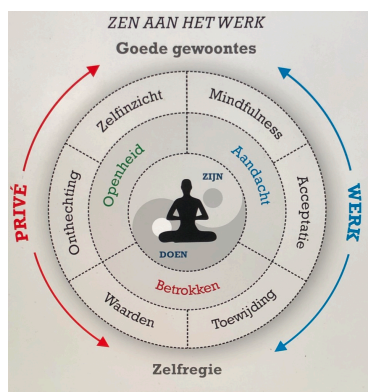 ZEN AAN HET WERK
Goede gewoontes
Zelfinzicht
Mindfulness
Openheid
Aandacht
ZIJN
Onthechting
Acceptatie
PRIVÉ
WERK
DOEN
Betrokken
Waarden
Toewijding
Zelfregie